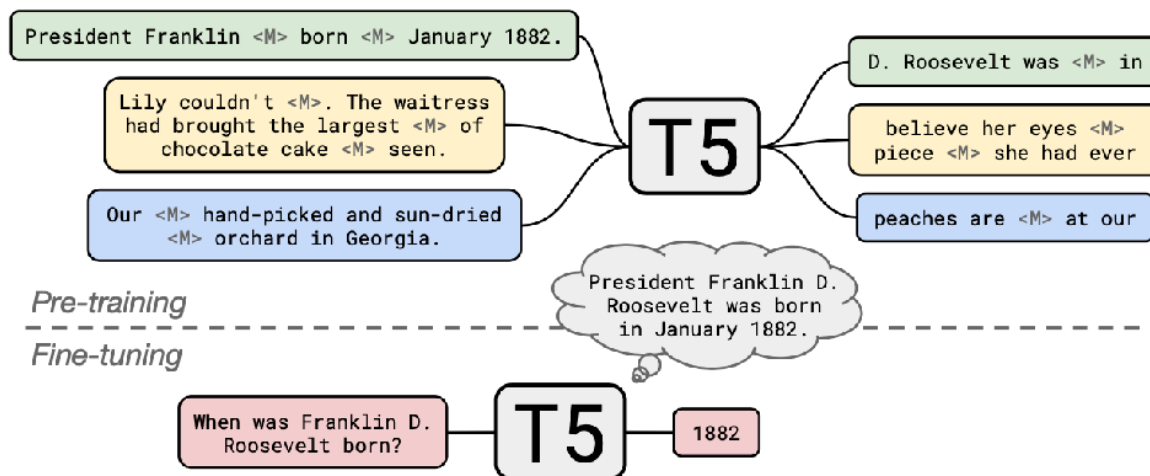 President Franklin <M> born <M> January 1882.
Lily couldn't <M>. The waitress
had brought the largest <M> of
chocolate cake <M> seen.
Our <M> hand-picked and sun-dried
<M> orchard in Georgia.
T5
D. Roosevelt was <M> in
believe her eyes <M>
piece <M> she had ever
peaches are <M> at our
President Franklin D.
Roosevelt was born
in January 1882.
Pre-training
Fine-tuning
When was Franklin D.
Roosevelt born?
T5
1882